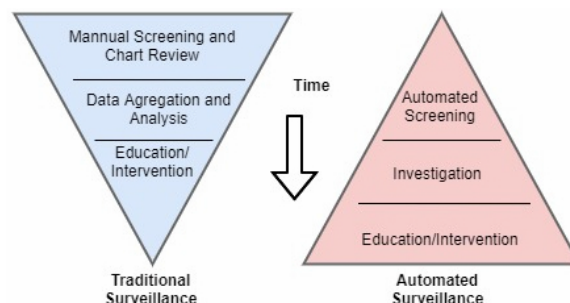 Mannual Screening and
Chart Review
Data Agregation and
Analysis
Education/
Intervention
Traditional
Surveillance
Time
Automated
Screening
Investigation
Education/Intervention
Automated
Surveillance